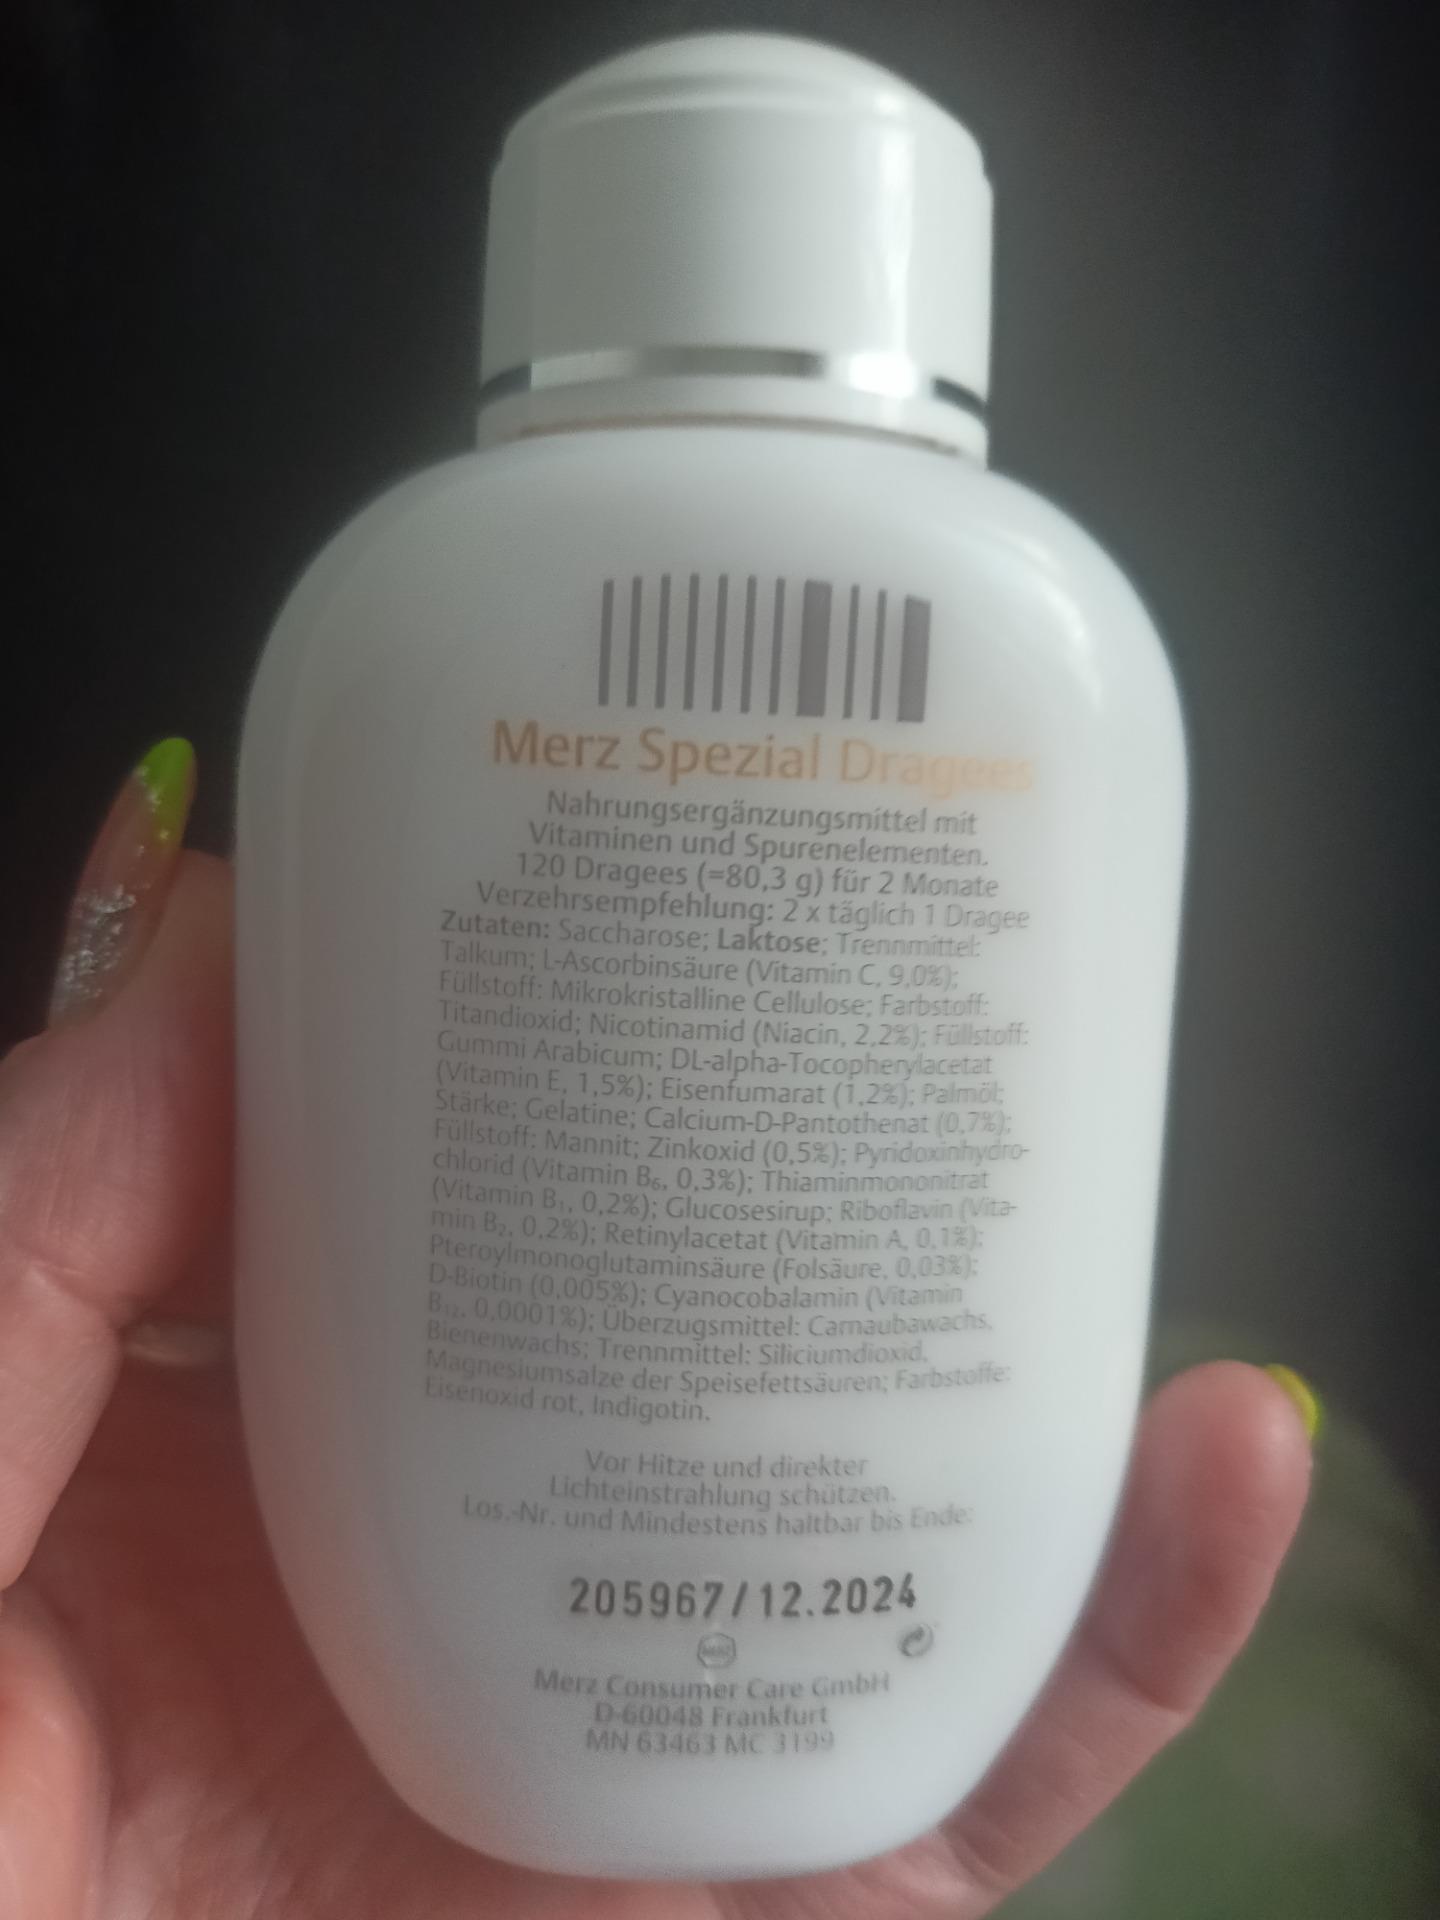 Merz Spezial Dragees
Nahrungsergänzungsmittel mit
Vitaminen und Spurenelementen.
120 Dragees (=80,3 g) für 2 Monate
Verzehrsempfehlung: 2 x täglich 1 Dragee
Zutaten: Saccharose; Laktose; Trennmittel:
Talkum; L-Ascorbinsäure (Vitamin C, 9,0%);
Füllstoff: Mikrokristalline Cellulose; Farbstoff:
Titandioxid; Nicotinamid (Niacin, 2,2%); Füllstoff:
Gummi Arabicum; DL-alpha-Tocopherylacetat
(Vitamin E, 1,5%); Eisenfumarat (1,2%); Palmöl;
Stärke; Gelatine; Calcium-D-Pantothenat (0,7%);
Füllstoff: Mannit; Zinkoxid (0,5%); Pyridoxinhydro-
chlorid (Vitamin B₆, 0,3%); Thiaminmononitrat
(Vitamin B₁, 0,2%); Glucosesirup; Riboflavin (Vita-
min B₂, 0,2%); Retinylacetat (Vitamin A, 0,1%);
Pteroylmonoglutaminsäure (Folsäure, 0,03%);
D-Biotin (0,005%); Cyanocobalamin (Vitamin
B₁₂, 0,0001%); Überzugsmittel: Carnaubawachs,
Bienenwachs; Trennmittel: Siliciumdioxid,
Magnesiumsalze der Speisefettsäuren; Farbstoffe:
Eisenoxid rot, Indigotin.
Vor Hitze und direkter
Lichteinstrahlung schützen.
Los.-Nr. und Mindestens haltbar bis Ende:
205967/12.2024
Merz Consumer Care GmbH
D-60048 Frankfurt
MN 63463 MC 3199